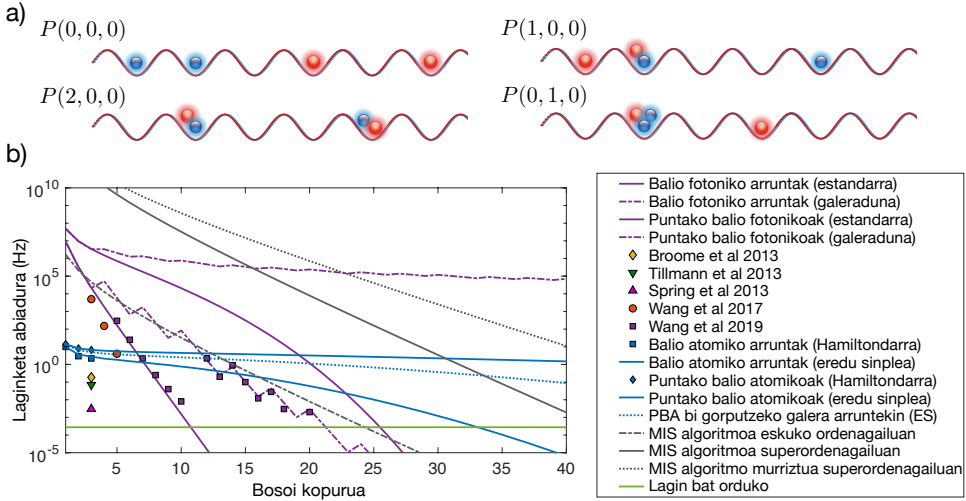 a)
P(0, 0, 0)
P(1, 0, 0)
P(2, 0, 0)
P(0, 1, 0)
b)
Laginketa abiadura (Hz)
10^10
10^5
10^0
10^-5
5
10
15
20
25
30
35
40
Bosoi kopurua
Balio fotoniko arruntak (estandarra)
Balio fotoniko arruntak (galeraduna)
Puntako balio fotonikoak (estandarra)
Puntako balio fotonikoak (galeraduna)
Broome et al 2013
Tillmann et al 2013
Spring et al 2013
Wang et al 2017
Wang et al 2019
Balio atomiko arruntak (Hamiltondarra)
Balio atomiko arruntak (eredu sinplea)
Puntako balio atomikoak (Hamiltondarra)
Puntako balio atomikoak (eredu sinplea)
PBA bi gorputzeko galera arruntekin (ES)
MIS algoritmoa eskuko ordenagailuan
MIS algoritmoa superordenagailuan
MIS algoritmo murriztua superordenagailuan
Lagin bat orduko